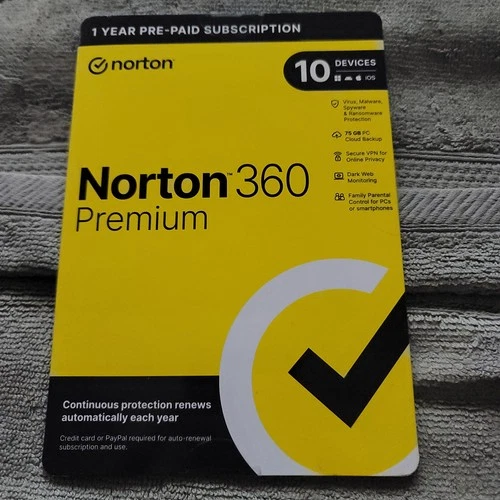 1 YEAR PRE-PAID SUBSCRIPTION
norton
10 DEVICES
iOS
Virus, Malware,
Spyware
& Ransomware
Protection
75 GB PC
Cloud Backup
Secure VPN for
Online Privacy
Dark Web
Monitoring
Family Parental
Control for PCs
or smartphones
Norton™ 360
Premium
Continuous protection renews
automatically each year
Credit card or PayPal required for auto-renewal
subscription and use.